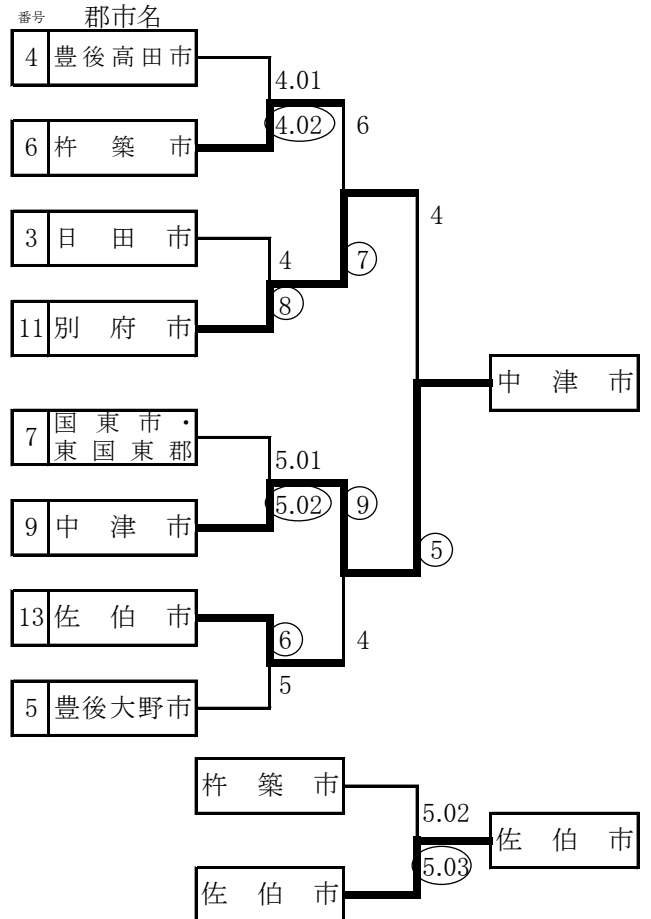 番号 郡市名
4 豊後高田市
4.01
4.02
6
6 杵築市
4
3 日田市
4
7
8
11 別府市
中津市
7 国東市・
東国東郡
5.01
5.02
9
9 中津市
5
13 佐伯市
6
4
5
5 豊後大野市
杵築市
5.02
佐伯市
5.03
佐伯市